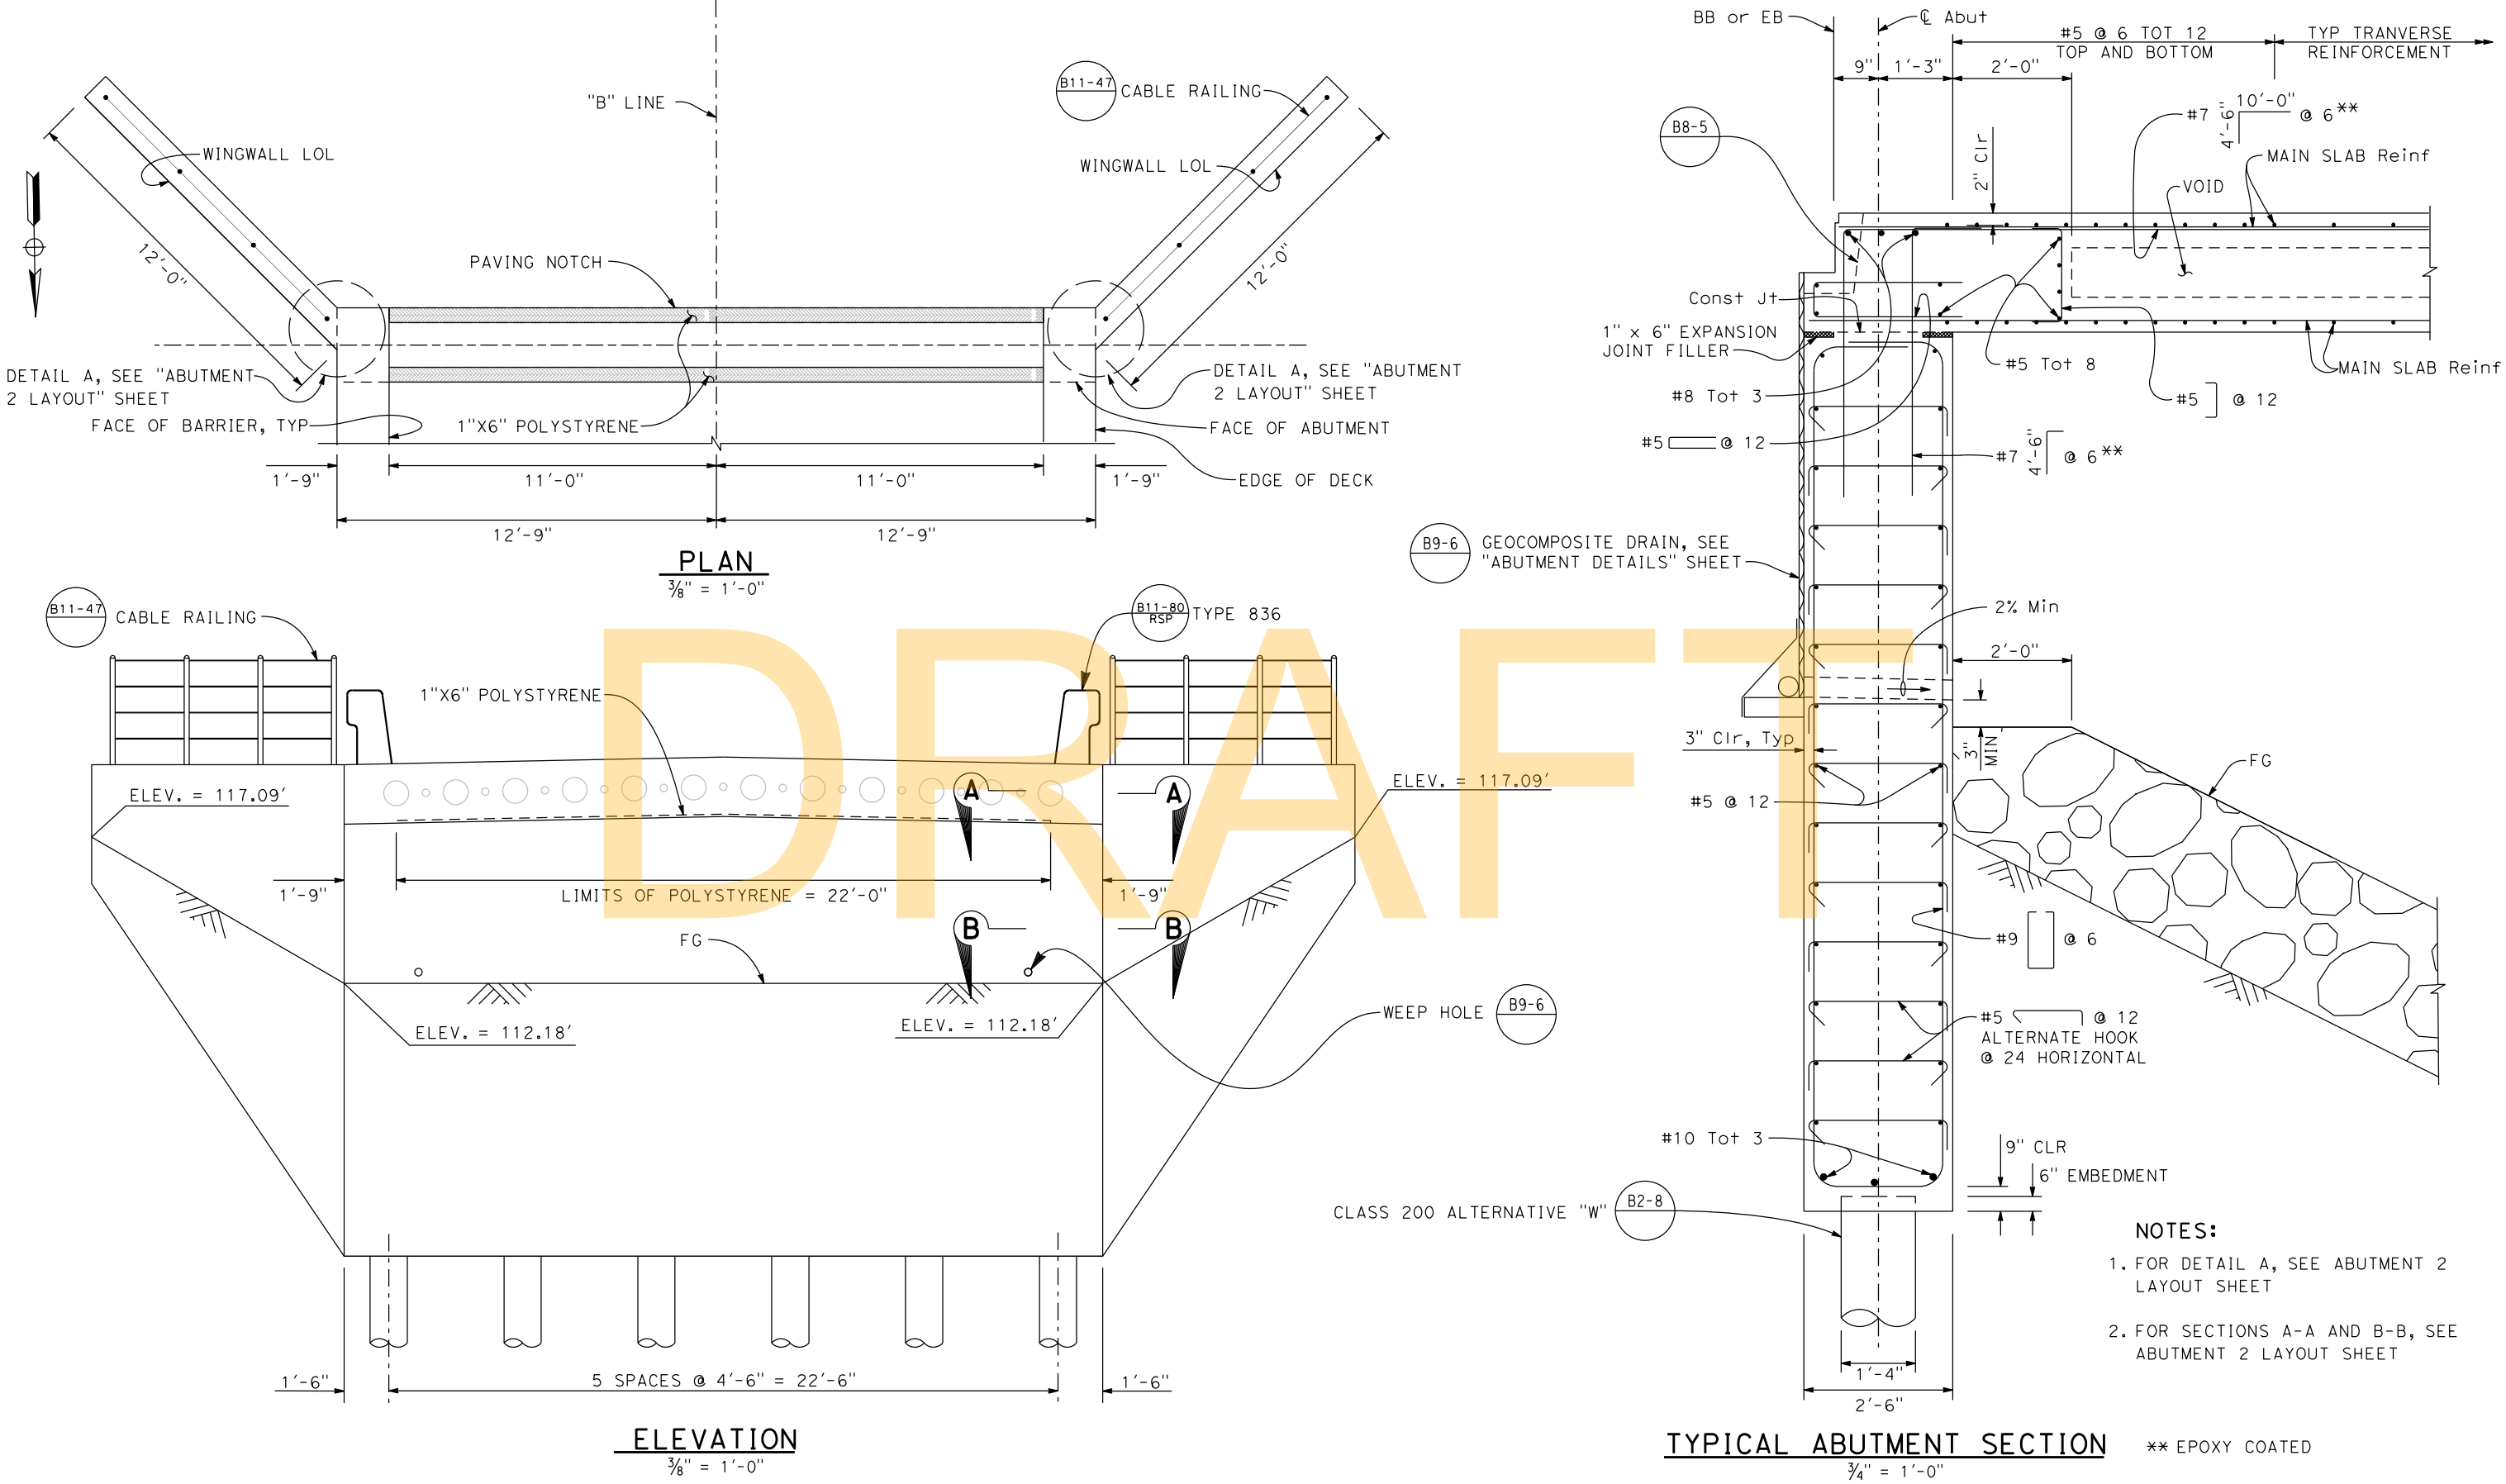 "B" LINE
B11-47
CABLE RAILING
WINGWALL LOL
WINGWALL LOL
12'-0"
12'-0"
PAVING NOTCH
DETAIL A, SEE "ABUTMENT
2 LAYOUT" SHEET
DETAIL A, SEE "ABUTMENT
2 LAYOUT" SHEET
FACE OF BARRIER, TYP
1"X6" POLYSTYRENE
FACE OF ABUTMENT
EDGE OF DECK
1'-9"
11'-0"
11'-0"
1'-9"
12'-9"
12'-9"
PLAN
3/8" = 1'-0"
B11-47
CABLE RAILING
B11-80
RSP
TYPE 836
1"X6" POLYSTYRENE
ELEV. = 117.09'
A
A
ELEV. = 117.09'
1'-9"
LIMITS OF POLYSTYRENE = 22'-0"
1'-9"
FG
B
B
ELEV. = 112.18'
ELEV. = 112.18'
WEEP HOLE
B9-6
1'-6"
5 SPACES @ 4'-6" = 22'-6"
1'-6"
ELEVATION
3/8" = 1'-0"
BB or EB
℄ Abut
#5 @ 6 TOT 12
TOP AND BOTTOM
TYP TRANVERSE
REINFORCEMENT
9"
1'-3"
2'-0"
B8-5
2" Clr
#7
4'-6"
10'-0"
@ 6**
MAIN SLAB Reinf
VOID
Const Jt
1" x 6" EXPANSION
JOINT FILLER
#5 Tot 8
MAIN SLAB Reinf
#8 Tot 3
#5 @ 12
#5 @ 12
#7
4'-6"
@ 6**
B9-6
GEOCOMPOSITE DRAIN, SEE
"ABUTMENT DETAILS" SHEET
2% Min
2'-0"
3" Clr, Typ
3"
MIN
FG
#5 @ 12
#9 @ 6
#5 @ 12
ALTERNATE HOOK
@ 24 HORIZONTAL
#10 Tot 3
9" CLR
6" EMBEDMENT
CLASS 200 ALTERNATIVE "W"
B2-8
1'-4"
2'-6"
NOTES:
1. FOR DETAIL A, SEE ABUTMENT 2
LAYOUT SHEET
2. FOR SECTIONS A-A AND B-B, SEE
ABUTMENT 2 LAYOUT SHEET
TYPICAL ABUTMENT SECTION
3/4" = 1'-0"
** EPOXY COATED
DRAFT